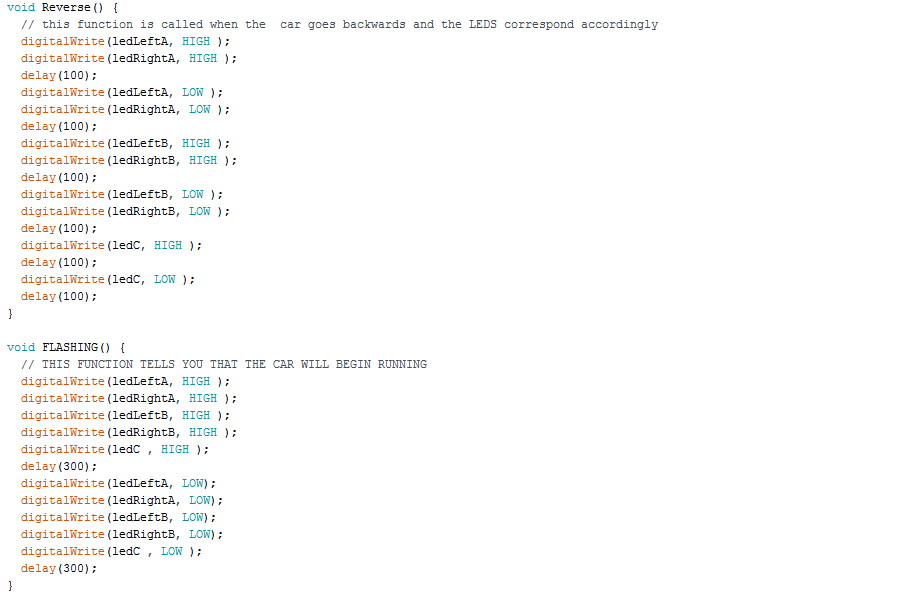 void Reverse() {
  // this function is called when the  car goes backwards and the LEDS correspond accordingly
  digitalWrite(ledLeftA, HIGH );
  digitalWrite(ledRightA, HIGH );
  delay(100);
  digitalWrite(ledLeftA, LOW );
  digitalWrite(ledRightA, LOW );
  delay(100);
  digitalWrite(ledLeftB, HIGH );
  digitalWrite(ledRightB, HIGH );
  delay(100);
  digitalWrite(ledLeftB, LOW );
  digitalWrite(ledRightB, LOW );
  delay(100);
  digitalWrite(ledC, HIGH );
  delay(100);
  digitalWrite(ledC, LOW );
  delay(100);
}

void FLASHING() {
  // THIS FUNCTION TELLS YOU THAT THE CAR WILL BEGIN RUNNING
  digitalWrite(ledLeftA, HIGH );
  digitalWrite(ledRightA, HIGH );
  digitalWrite(ledLeftB, HIGH );
  digitalWrite(ledRightB, HIGH );
  digitalWrite(ledC , HIGH );
  delay(300);
  digitalWrite(ledLeftA, LOW);
  digitalWrite(ledRightA, LOW);
  digitalWrite(ledLeftB, LOW);
  digitalWrite(ledRightB, LOW);
  digitalWrite(ledC , LOW );
  delay(300);
}